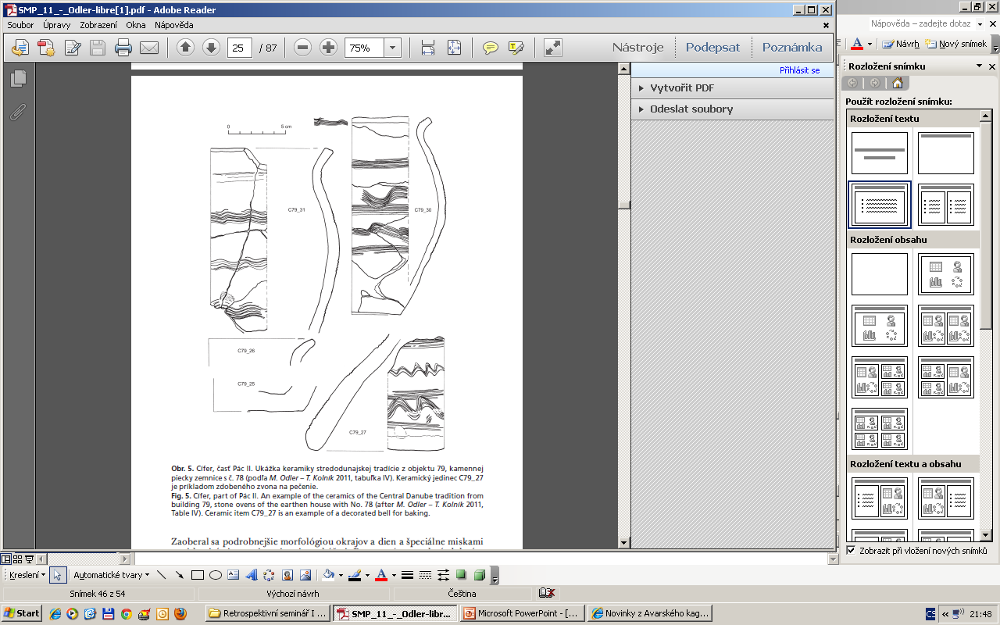 SMP_11_-_Odler-libre[1].pdf - Adobe Reader
Soubor Úpravy Zobrazení Okna Nápověda
Nápověda – zadejte dotaz
25 / 87 75% Nástroje Podepsat Poznámka
Návrh Nový snímek
Přihlásit se
Vytvořit PDF
Odeslat soubory
Rozložení snímku
Použít rozložení snímku:
Rozložení textu
Rozložení obsahu
Rozložení textu a obsahu
Zobrazit při vložení nových snímků
0 5 cm
C79_31
C79_30
C79_26
C79_25
C79_27
Obr. 5. Cífer, časť Pác II. Ukážka keramiky stredodunajskej tradície z objektu 79, kamennej
piecky zemnice s č. 78 (podľa M. Odler – T. Kolník 2011, tabuľka IV). Keramický jedinec C79_27
je príkladom zdobeného zvona na pečenie.
Fig. 5. Cífer, part of Pác II. An example of the ceramics of the Central Danube tradition from
building 79, stone ovens of the earthen house with No. 78 (after M. Odler – T. Kolník 2011,
Table IV). Ceramic item C79_27 is an example of a decorated bell for baking.
Zaoberal sa podrobnejšie morfológiou okrajov a dien a špeciálne miskami
Kreslení Automatické tvary
Snímek 46 z 54 Výchozí návrh Čeština
Start Retrospektivní seminář I ... SMP_11_-_Odler-libr... Microsoft PowerPoint - [... Novinky z Avarského kag... CS 21:48